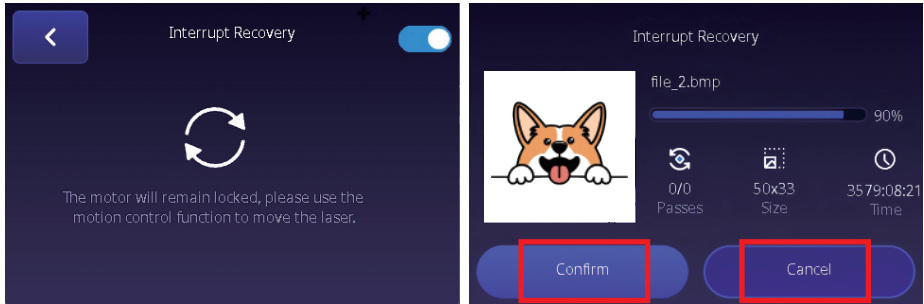 Interrupt Recovery
The motor will remain locked, please use the
motion control function to move the laser.
Interrupt Recovery
file_2.bmp
90%
0/0 50x33 3579:08:21
Passes Size Time
Confirm Cancel